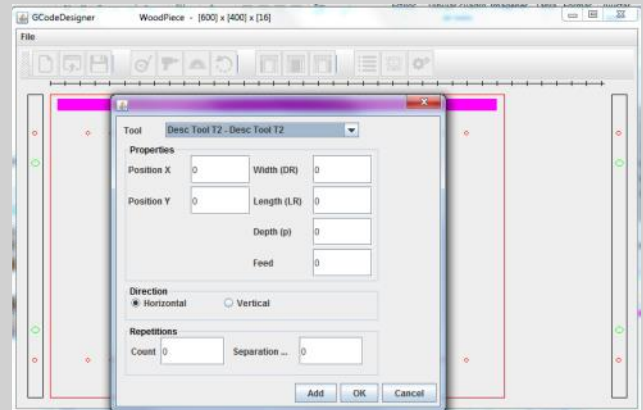 GCodeDesigner WoodPiece - [600] x [400] x [16]
File
Tool Desc Tool T2 - Desc Tool T2
Properties
Position X 0 Width (DR) 0
Position Y 0 Length (LR) 0
Depth (p) 0
Feed 0
Direction
Horizontal Vertical
Repetitions
Count 0 Separation ... 0
Add OK Cancel